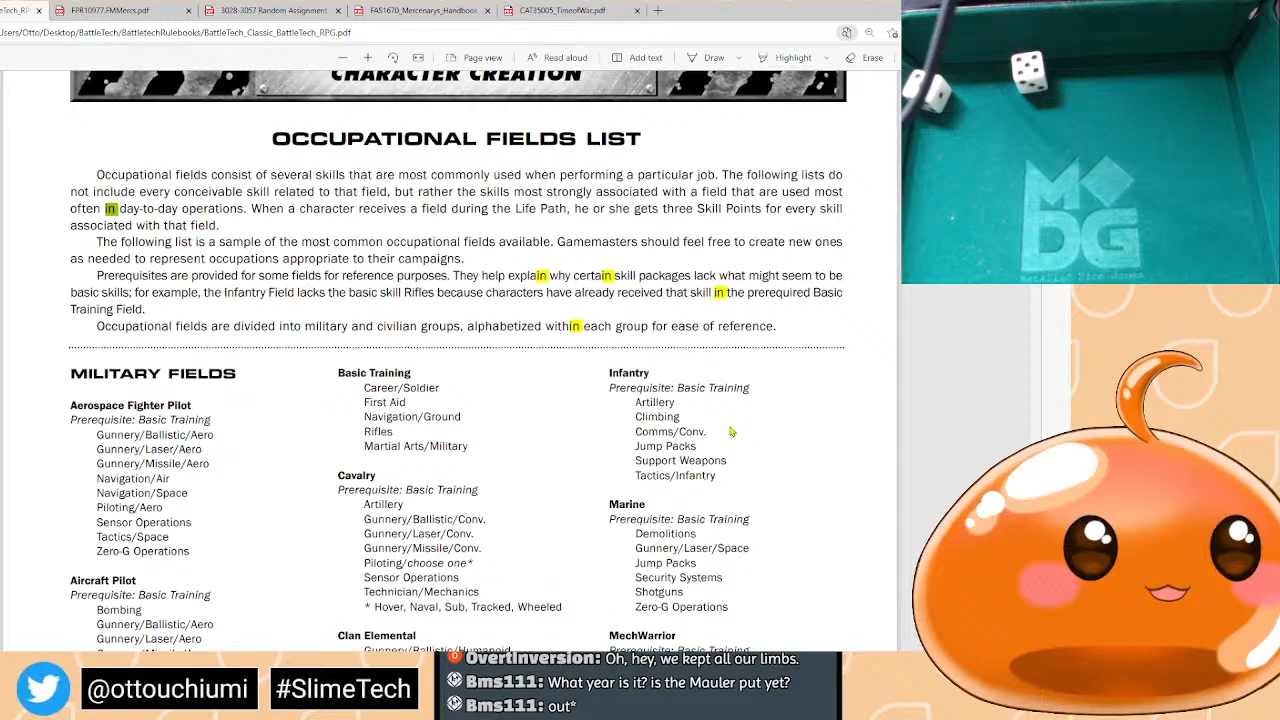 eTech_RP
FPR10977.FMMercs.pdf
3028-3057 Random Assignment
FAS1670_Mercenarys_Handbook
CAT35005_TimeofWar.pdf
Users/Otto/Desktop/BattleTech/BattletechRulebooks/BattleTech_Classic_BattleTech_RPG.pdf
Page view
Read aloud
Add text
Draw
Highlight
Erase
CHARACTER CREATION
OCCUPATIONAL FIELDS LIST
Occupational fields consist of several skills that are most commonly used when performing a particular job. The following lists do
not include every conceivable skill related to that field, but rather the skills most strongly associated with a field that are used most
often in day-to-day operations. When a character receives a field during the Life Path, he or she gets three Skill Points for every skill
associated with that field.
The following list is a sample of the most common occupational fields available. Gamemasters should feel free to create new ones
as needed to represent occupations appropriate to their campaigns.
Prerequisites are provided for some fields for reference purposes. They help explain why certain skill packages lack what might seem to be
basic skills; for example, the Infantry Field lacks the basic skill Rifles because characters have already received that skill in the prerequired Basic
Training Field.
Occupational fields are divided into military and civilian groups, alphabetized within each group for ease of reference.
MILITARY FIELDS
Aerospace Fighter Pilot
Prerequisite: Basic Training
Gunnery/Ballistic/Aero
Gunnery/Laser/Aero
Gunnery/Missile/Aero
Navigation/Air
Navigation/Space
Piloting/Aero
Sensor Operations
Tactics/Space
Zero-G Operations
Aircraft Pilot
Prerequisite: Basic Training
Bombing
Gunnery/Ballistic/Aero
Gunnery/Laser/Aero
Basic Training
Career/Soldier
First Aid
Navigation/Ground
Rifles
Martial Arts/Military
Cavalry
Prerequisite: Basic Training
Artillery
Gunnery/Ballistic/Conv.
Gunnery/Laser/Conv.
Gunnery/Missile/Conv.
Piloting/choose one*
Sensor Operations
Technician/Mechanics
* Hover, Naval, Sub, Tracked, Wheeled
Clan Elemental
Gunnery/Ballistic/Humanoid
Infantry
Prerequisite: Basic Training
Artillery
Climbing
Comms/Conv.
Jump Packs
Support Weapons
Tactics/Infantry
Marine
Prerequisite: Basic Training
Demolitions
Gunnery/Laser/Space
Jump Packs
Security Systems
Shotguns
Zero-G Operations
MechWarrior
Prerequisite: Basic Training
MDG
Metallic Dice Games
@ottouchiumi
#SlimeTech
OvertInversion: Oh, hey, we kept all our limbs.
Bms111: What year is it? is the Mauler put yet?
Bms111: out*